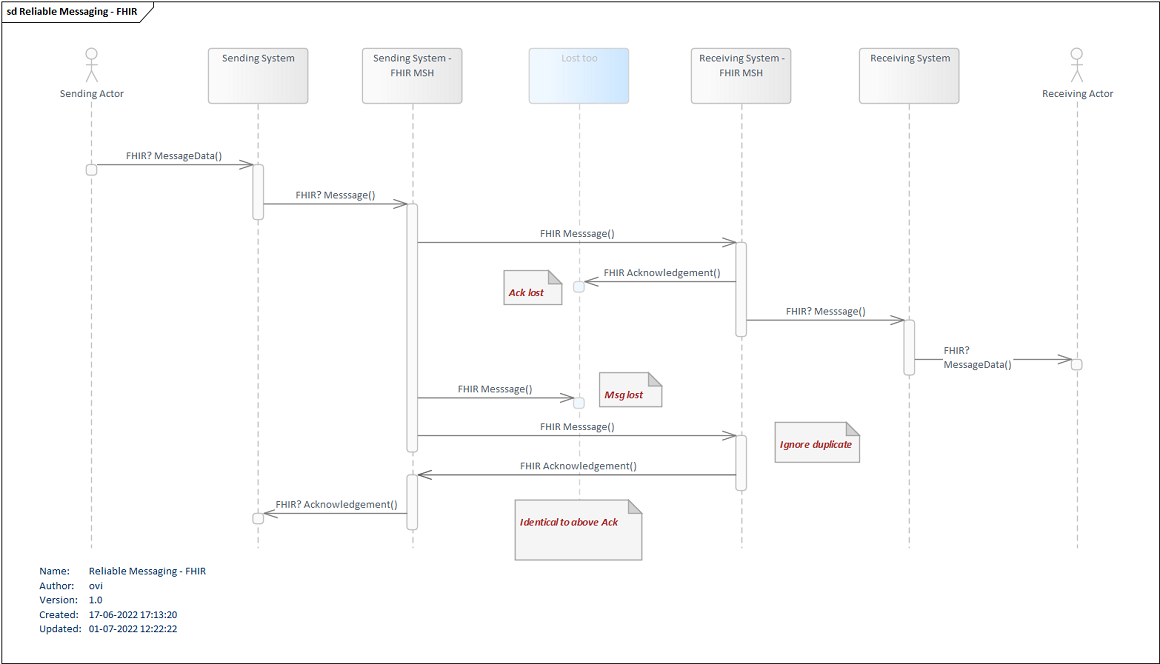 sd Reliable Messaging - FHIR
Sending Actor
Sending System
Sending System -
FHIR MSH
Lost too
Receiving System -
FHIR MSH
Receiving System
Receiving Actor
FHIR? MessageData()
FHIR? Messsage()
FHIR Messsage()
FHIR Acknowledgement()
Ack lost
FHIR? Messsage()
FHIR?
MessageData()
FHIR Messsage()
Msg lost
FHIR Messsage()
Ignore duplicate
FHIR Acknowledgement()
FHIR? Acknowledgement()
Identical to above Ack
Name: Reliable Messaging - FHIR
Author: ovi
Version: 1.0
Created: 17-06-2022 17:13:20
Updated: 01-07-2022 12:22:22